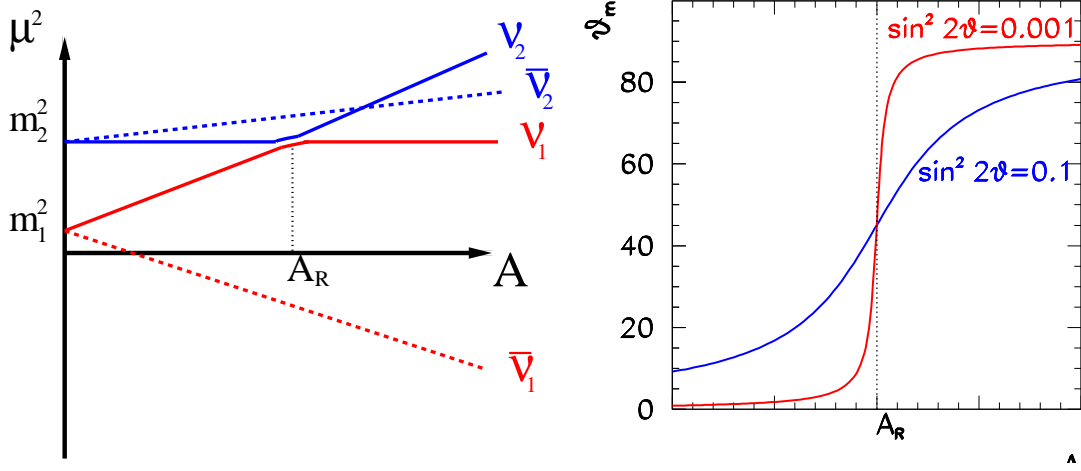 μ²
ν₂
ν̅₂
m₂²
ν₁
m₁²
A_R
A
ν̅₁
ϑₘ
sin² 2ϑ=0.001
sin² 2ϑ=0.1
80
60
40
20
0
A_R
A